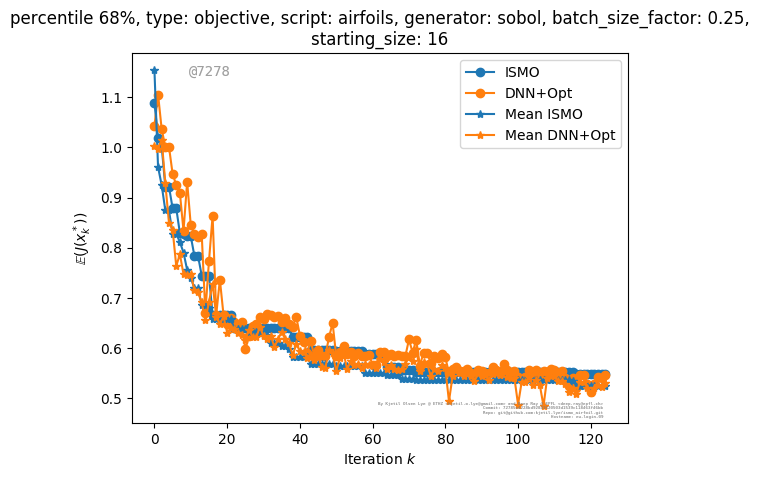 percentile 68%, type: objective, script: airfoils, generator: sobol, batch_size_factor: 0.25,
starting_size: 16
@7278
ISMO
DNN+Opt
Mean ISMO
Mean DNN+Opt
𝔼(J(x_k^*))
1.1
1.0
0.9
0.8
0.7
0.6
0.5
0 20 40 60 80 100 120
Iteration k